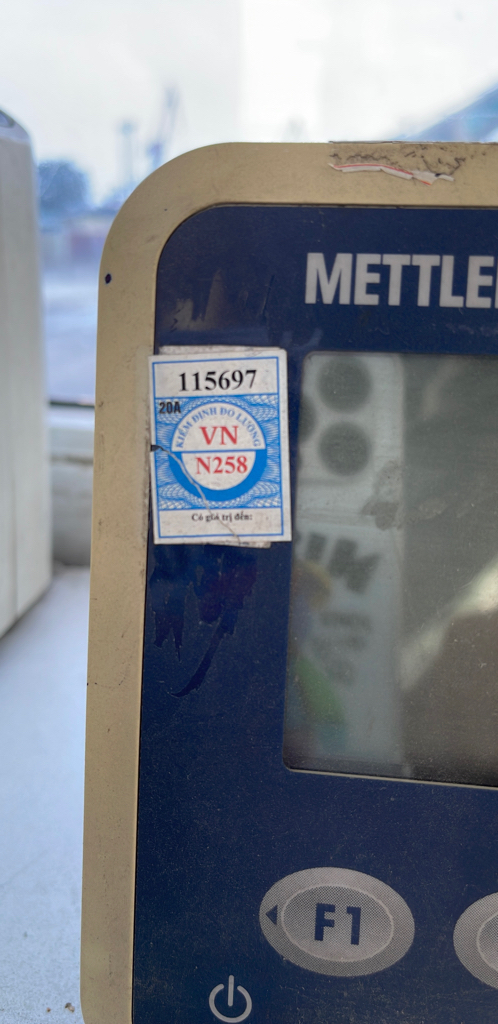 METTLE
115697
20A
KIỂM ĐỊNH ĐO LƯỜNG
VN
N258
Có giá trị đến:
F1